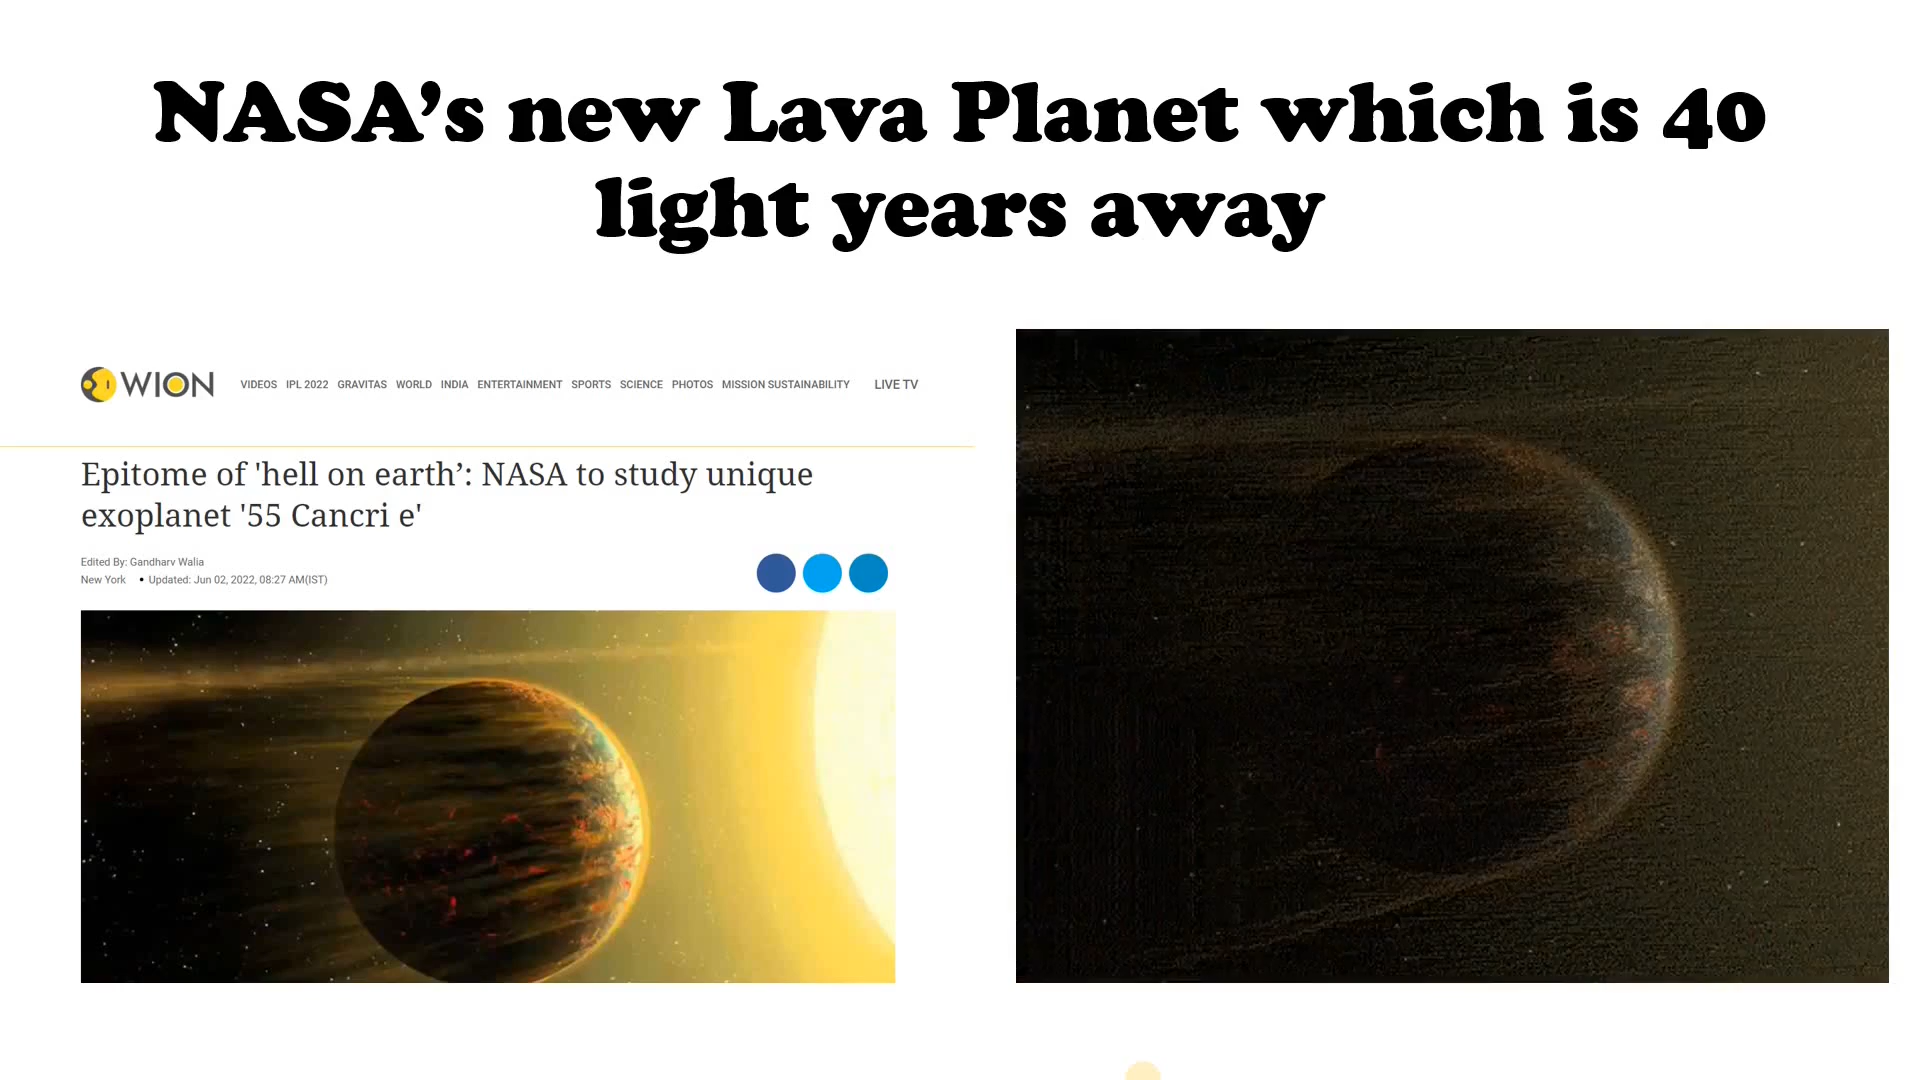 NASA’s new Lava Planet which is 40
light years away
WION VIDEOS IPL 2022 GRAVITAS WORLD INDIA ENTERTAINMENT SPORTS SCIENCE PHOTOS MISSION SUSTAINABILITY LIVE TV
Epitome of 'hell on earth’: NASA to study unique
exoplanet '55 Cancri e'
Edited By: Gandharv Walia
New York • Updated: Jun 02, 2022, 08:27 AM(IST)